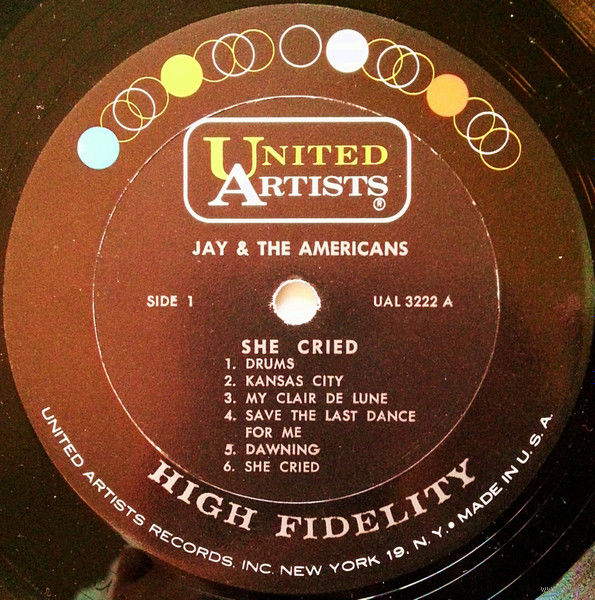 UNITED
ARTISTS®
JAY & THE AMERICANS
SIDE 1
UAL 3222 A
SHE CRIED
1. DRUMS
2. KANSAS CITY
3. MY CLAIR DE LUNE
4. SAVE THE LAST DANCE
FOR ME
5. DAWNING
6. SHE CRIED
HIGH FIDELITY
UNITED ARTISTS RECORDS, INC. NEW YORK 19, N. Y. • MADE IN U. S. A.